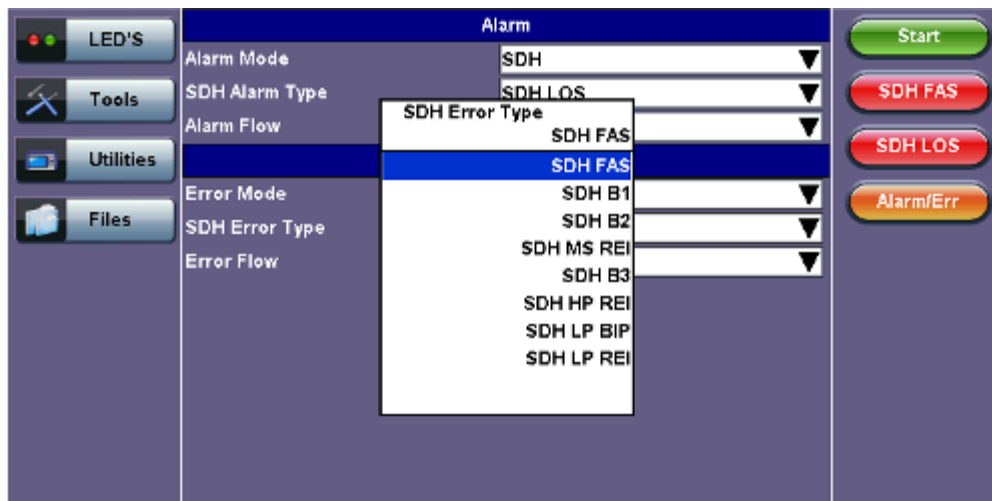 LED'S
Tools
Utilities
Files
Alarm
Alarm Mode SDH
SDH Alarm Type SDH LOS
Alarm Flow
Error Mode
SDH Error Type
Error Flow
SDH Error Type
SDH FAS
SDH FAS
SDH B1
SDH B2
SDH MS REI
SDH B3
SDH HP REI
SDH LP BIP
SDH LP REI
Start
SDH FAS
SDH LOS
Alarm/Err